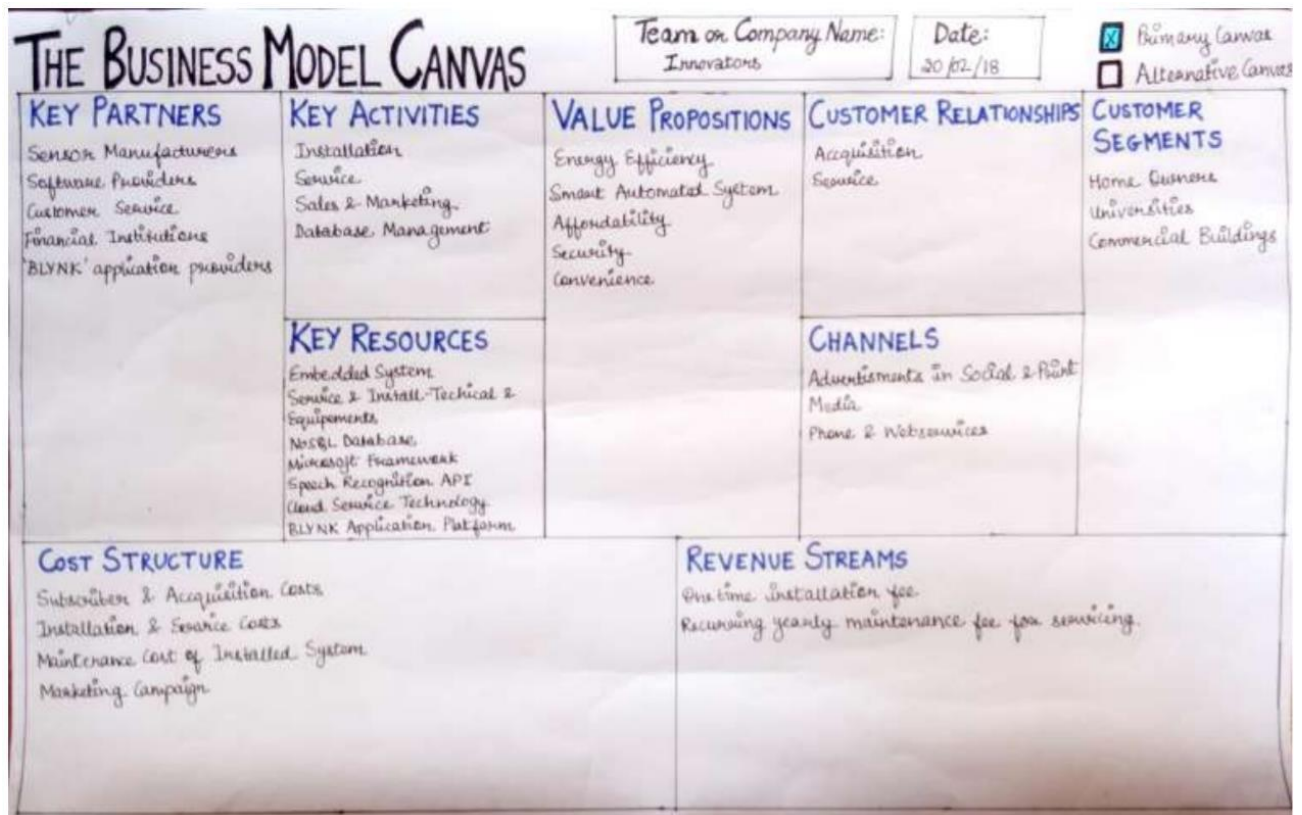 THE BUSINESS MODEL CANVAS
Team or Company Name:
Innovators
Date:
20/02/18
Primary Canvas
Alternative Canvas
KEY PARTNERS
Sensor Manufacturers
Software Providers
Customer Service
Financial Institutions
'BLYNK' application providers
KEY ACTIVITIES
Installation
Service
Sales & Marketing
Database Management
KEY RESOURCES
Embedded System
Service & Install-Techical &
Equipements
NoSQL Database
Microsoft Framework
Speech Recognition API
Cloud Service Technology
BLYNK Application Platform
VALUE PROPOSITIONS
Energy Efficiency
Smart Automated System
Affordability
Security
Convenience
CUSTOMER RELATIONSHIPS
Accquisition
Service
CHANNELS
Advertisments in Social & Print
Media
Phone & Webservices
CUSTOMER
SEGMENTS
Home Owners
Universities
Commercial Buildings
COST STRUCTURE
Subscriber & Accquisition Costs
Installation & Service Costs
Maintenance Cost of Installed System
Marketing Campaign
REVENUE STREAMS
One time Installation fee
Recurring yearly maintenance fee for servicing